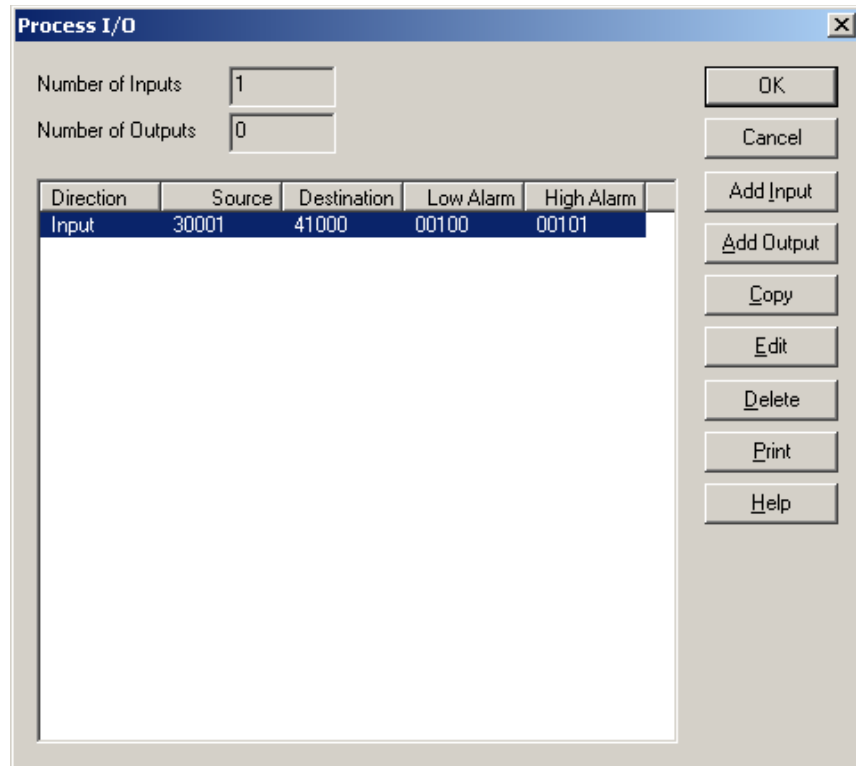 Process I/O
Number of Inputs 1
Number of Outputs 0
OK
Cancel
Add Input
Add Output
Copy
Edit
Delete
Print
Help
Direction Source Destination Low Alarm High Alarm
Input 30001 41000 00100 00101